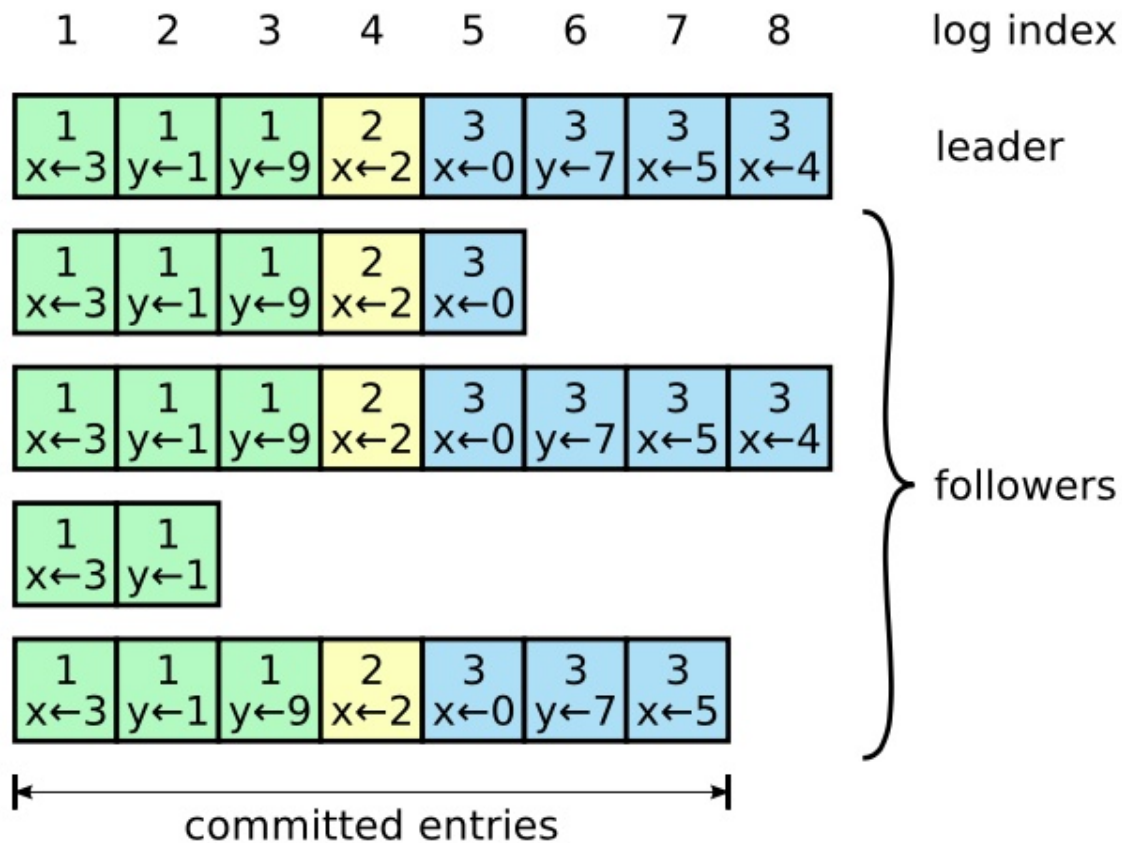 1 2 3 4 5 6 7 8 log index
1 1 1 2 3 3 3 3
x←3 y←1 y←9 x←2 x←0 y←7 x←5 x←4
leader
1 1 1 2 3
x←3 y←1 y←9 x←2 x←0
1 1 1 2 3 3 3 3
x←3 y←1 y←9 x←2 x←0 y←7 x←5 x←4
followers
1 1
x←3 y←1
1 1 1 2 3 3 3
x←3 y←1 y←9 x←2 x←0 y←7 x←5
committed entries